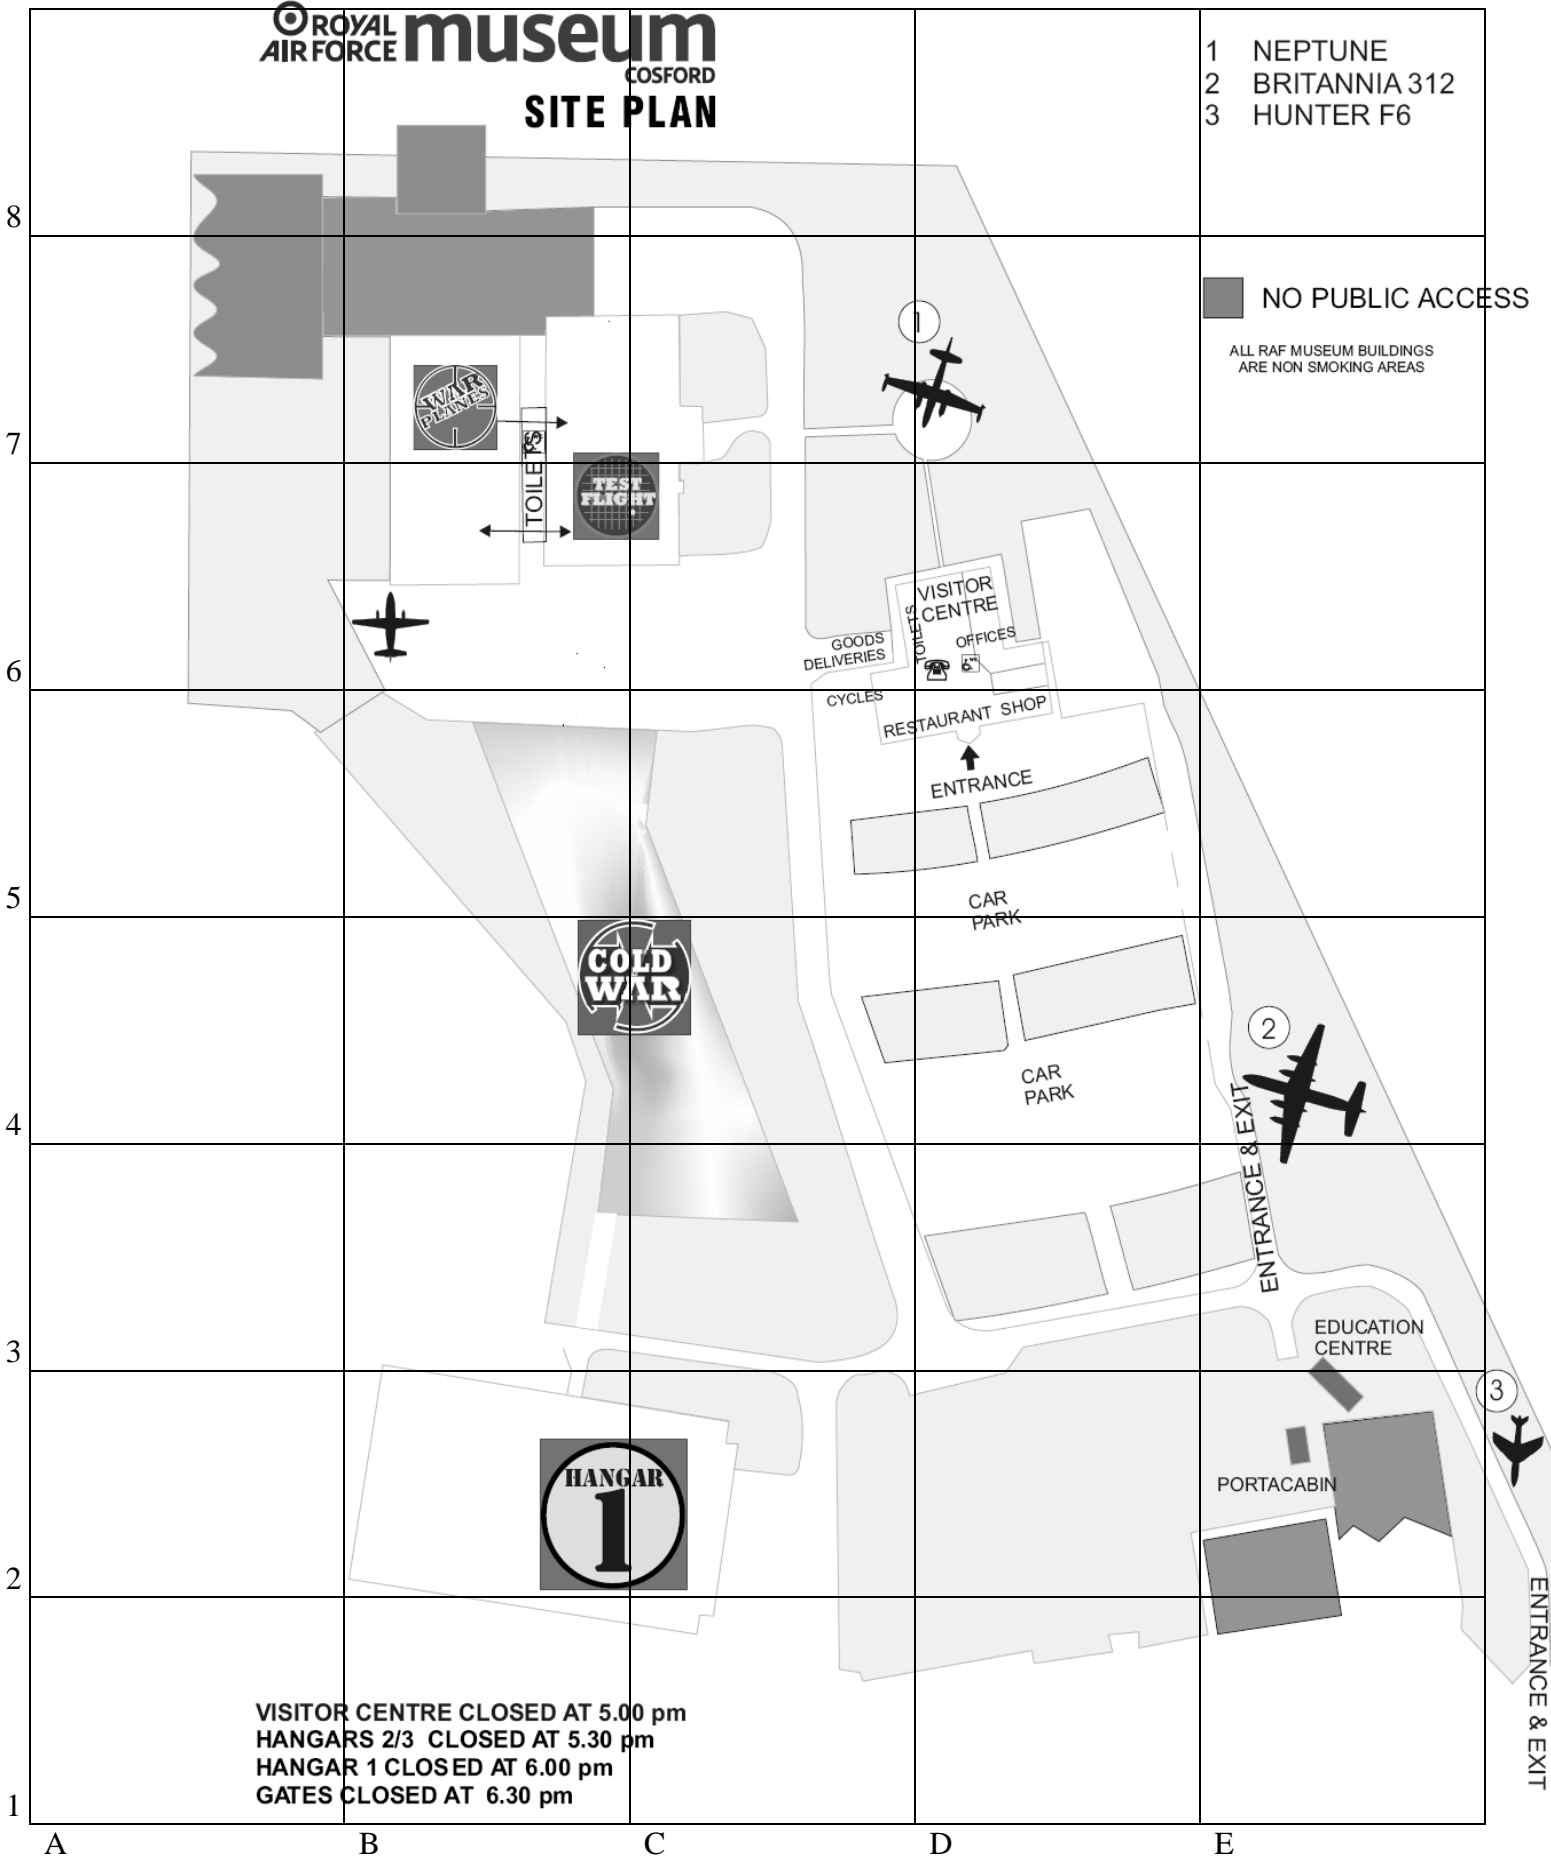 ROYAL
AIR FORCE
museum
COSFORD
SITE PLAN
1 NEPTUNE
2 BRITANNIA 312
3 HUNTER F6
8
NO PUBLIC ACCESS
1
ALL RAF MUSEUM BUILDINGS
ARE NON SMOKING AREAS
WAR
PLANES
7
TOILETS
TEST
FLIGHT
VISITOR
CENTRE
TOILETS
OFFICES
GOODS
DELIVERIES
6
CYCLES
RESTAURANT SHOP
ENTRANCE
5
CAR
PARK
COLD
WAR
2
CAR
PARK
4
ENTRANCE & EXIT
EDUCATION
CENTRE
3
3
HANGAR
1
PORTACABIN
2
ENTRANCE & EXIT
VISITOR CENTRE CLOSED AT 5.00 pm
HANGARS 2/3 CLOSED AT 5.30 pm
HANGAR 1 CLOSED AT 6.00 pm
GATES CLOSED AT 6.30 pm
1
A B C D E